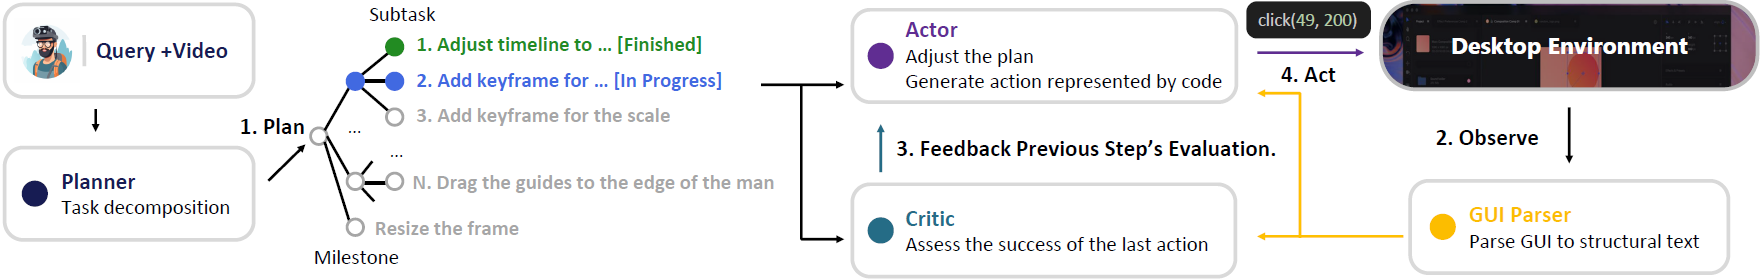 Query +Video
Planner
Task decomposition
1. Plan
Subtask
1. Adjust timeline to ... [Finished]
2. Add keyframe for ... [In Progress]
3. Add keyframe for the scale
...
...
N. Drag the guides to the edge of the man
Resize the frame
Milestone
Actor
Adjust the plan
Generate action represented by code
3. Feedback Previous Step's Evaluation.
Critic
Assess the success of the last action
click(49, 200)
4. Act
Desktop Environment
2. Observe
GUI Parser
Parse GUI to structural text